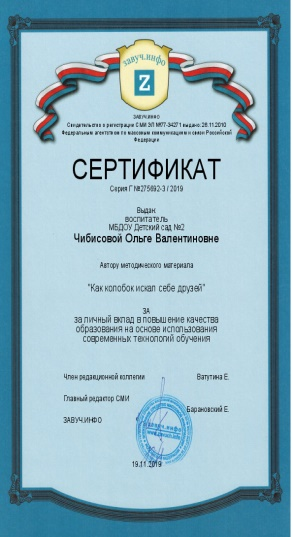 завуч.инфо
Z
ЗАВУЧ.ИНФО
Свидетельство о регистрации СМИ ЭЛ №77-34271 выдано: 26.11.2010
Федеральным агентством по массовым коммуникациям и связи Российской
Федерации
СЕРТИФИКАТ
Серия Г №275692-3 / 2019
Выдан
воспитатель
МБДОУ Детский сад №2
Чибисовой Ольге Валентиновне
Автору методического материала
"Как колобок искал себе друзей"
ЗА
за личный вклад в повышение качества
образования на основе использования
современных технологий обучения
Член редакционной коллегии Ватутина Е.
Главный редактор СМИ
Барановский Е.
ЗАВУЧ.ИНФО
завуч.инфо
19.11.2019